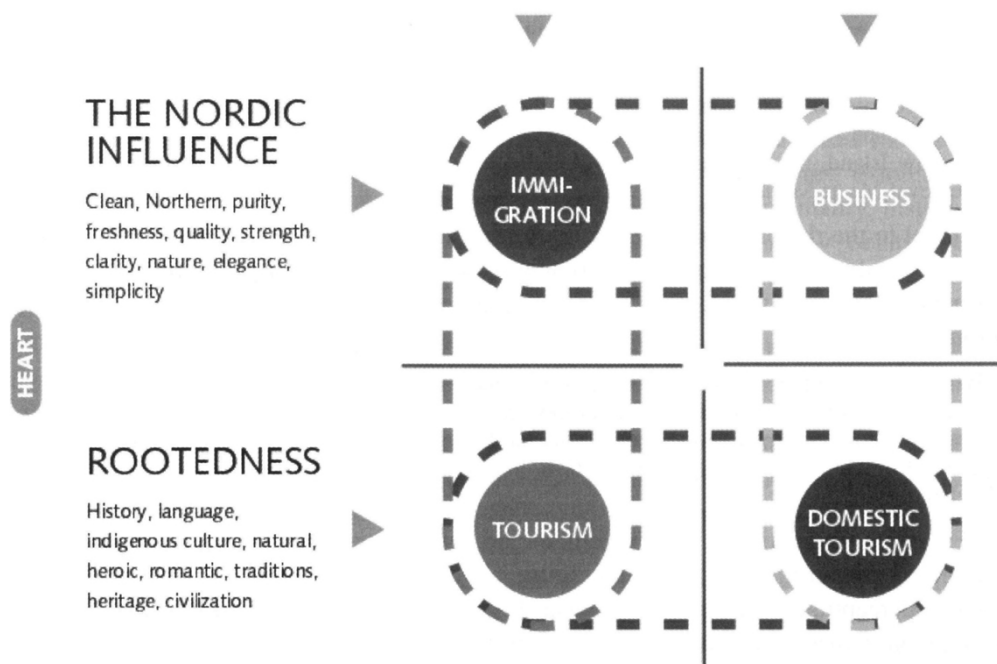 THE NORDIC
INFLUENCE
Clean, Northern, purity,
freshness, quality, strength,
clarity, nature, elegance,
simplicity
IMMI-
GRATION
BUSINESS
HEART
ROOTEDNESS
History, language,
indigenous culture, natural,
heroic, romantic, traditions,
heritage, civilization
TOURISM
DOMESTIC
TOURISM